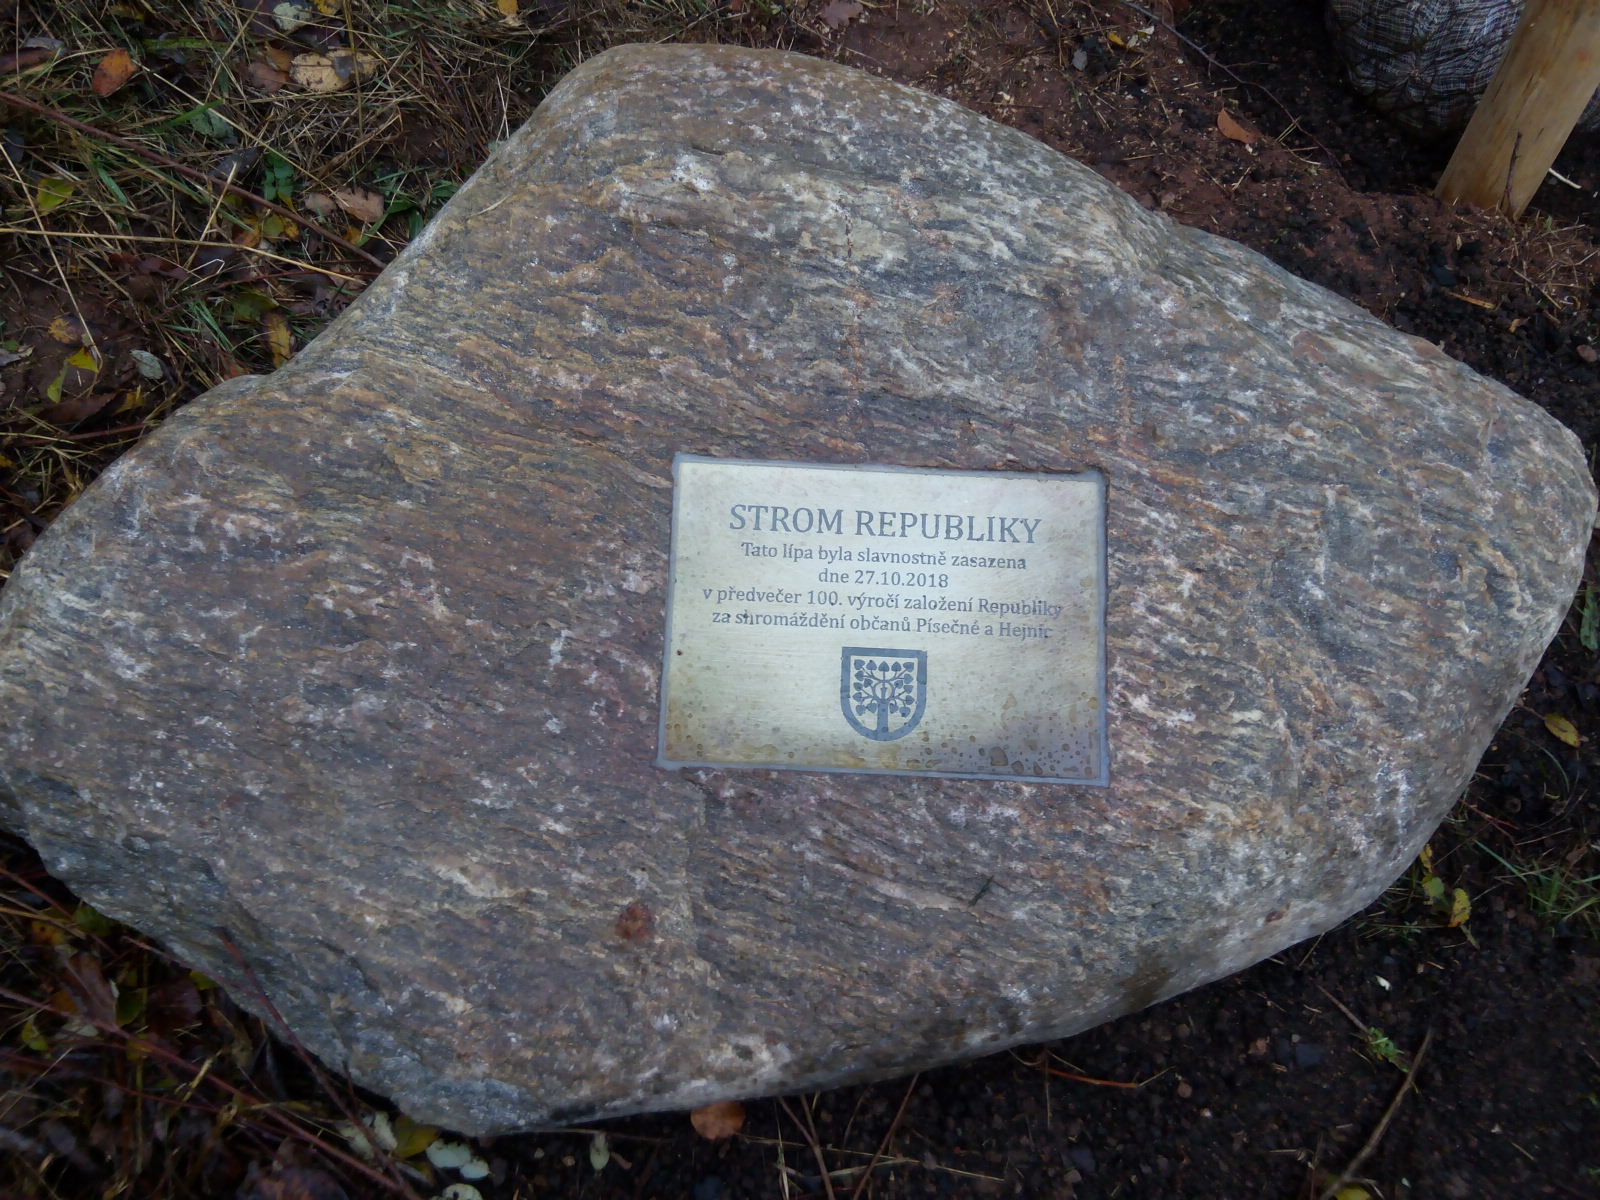 STROM REPUBLIKY
Tato lípa byla slavnostně zasazena
dne 27.10.2018
v předvečer 100. výročí založení Republiky
za shromáždění občanů Písečné a Hejnic